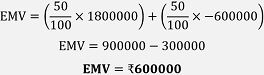 EMV = (50/100 × 1800000) + (50/100 × -600000)
EMV = 900000 − 300000
EMV = ₹600000